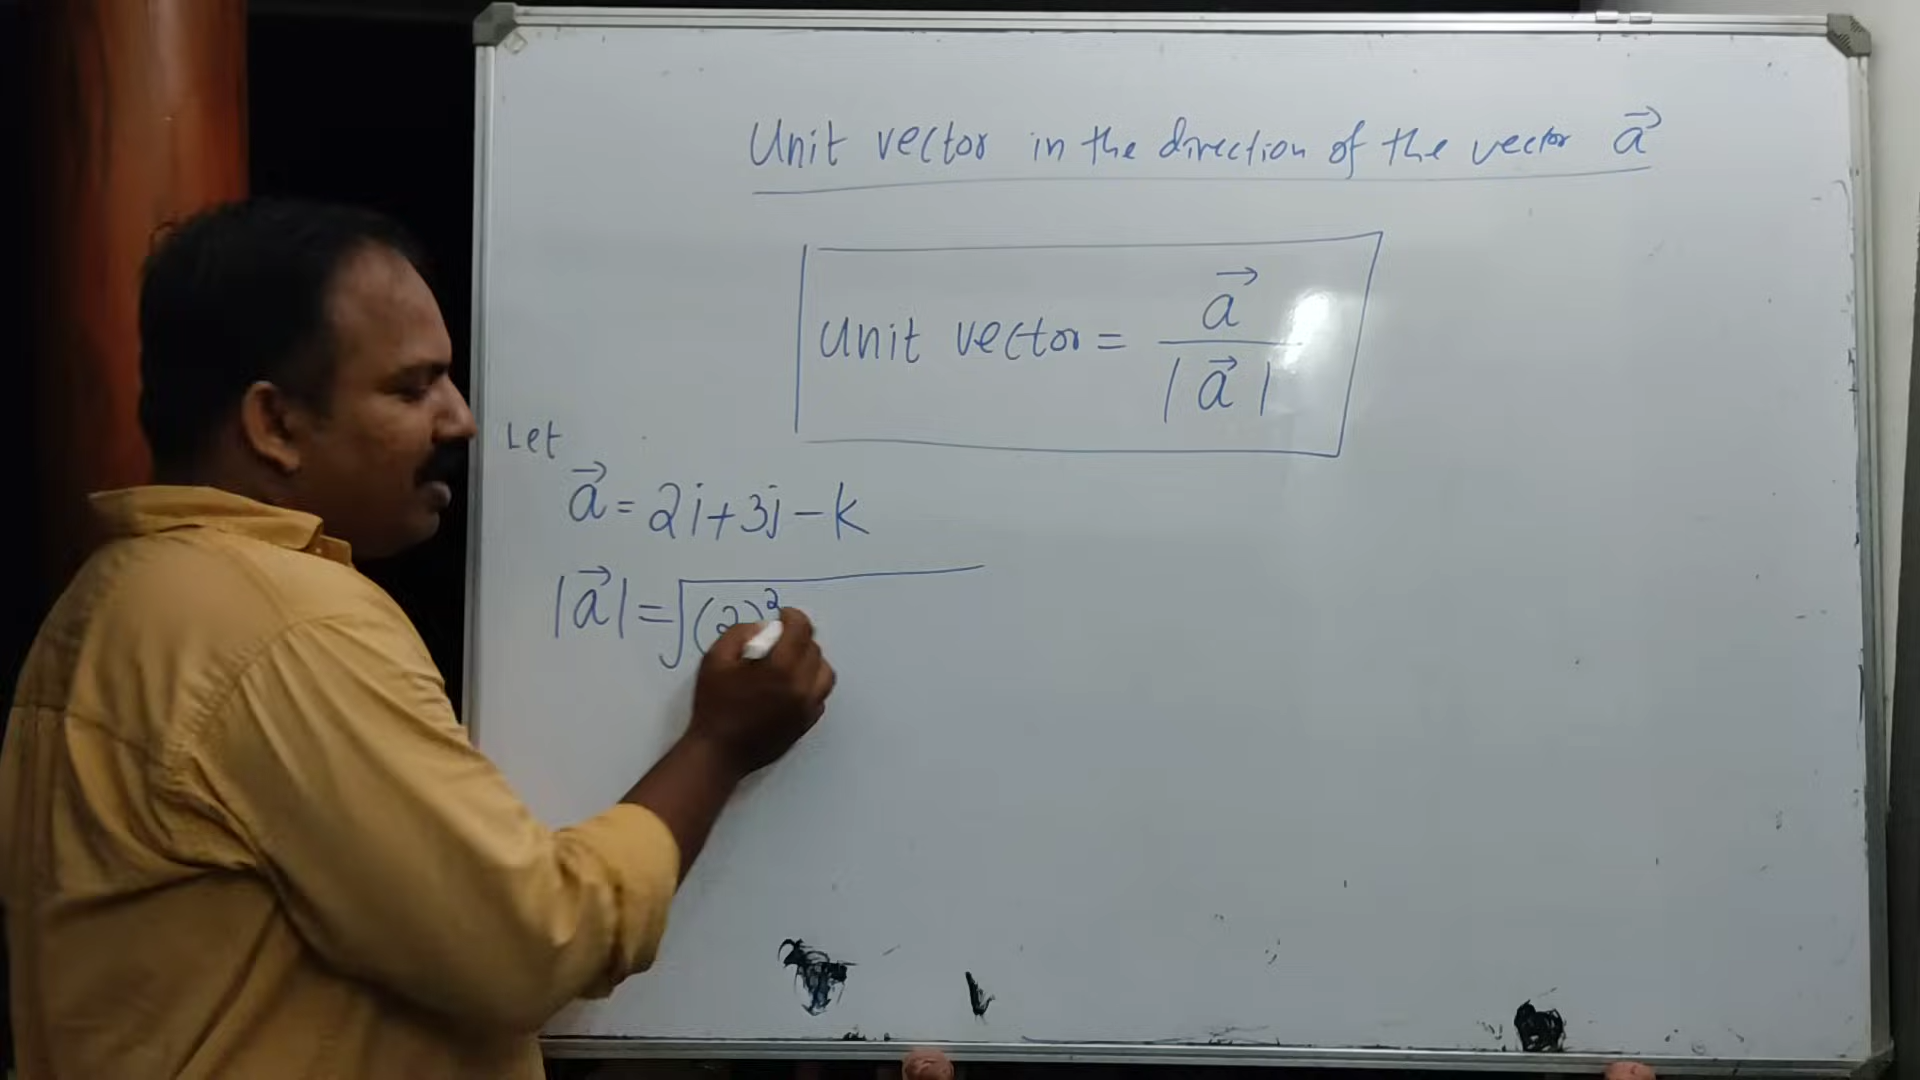 Unit vector in the direction of the vector a⃗
Unit vector = a⃗ / |a⃗|
Let
a⃗ = 2i+3j-k
|a⃗| = √(2)²